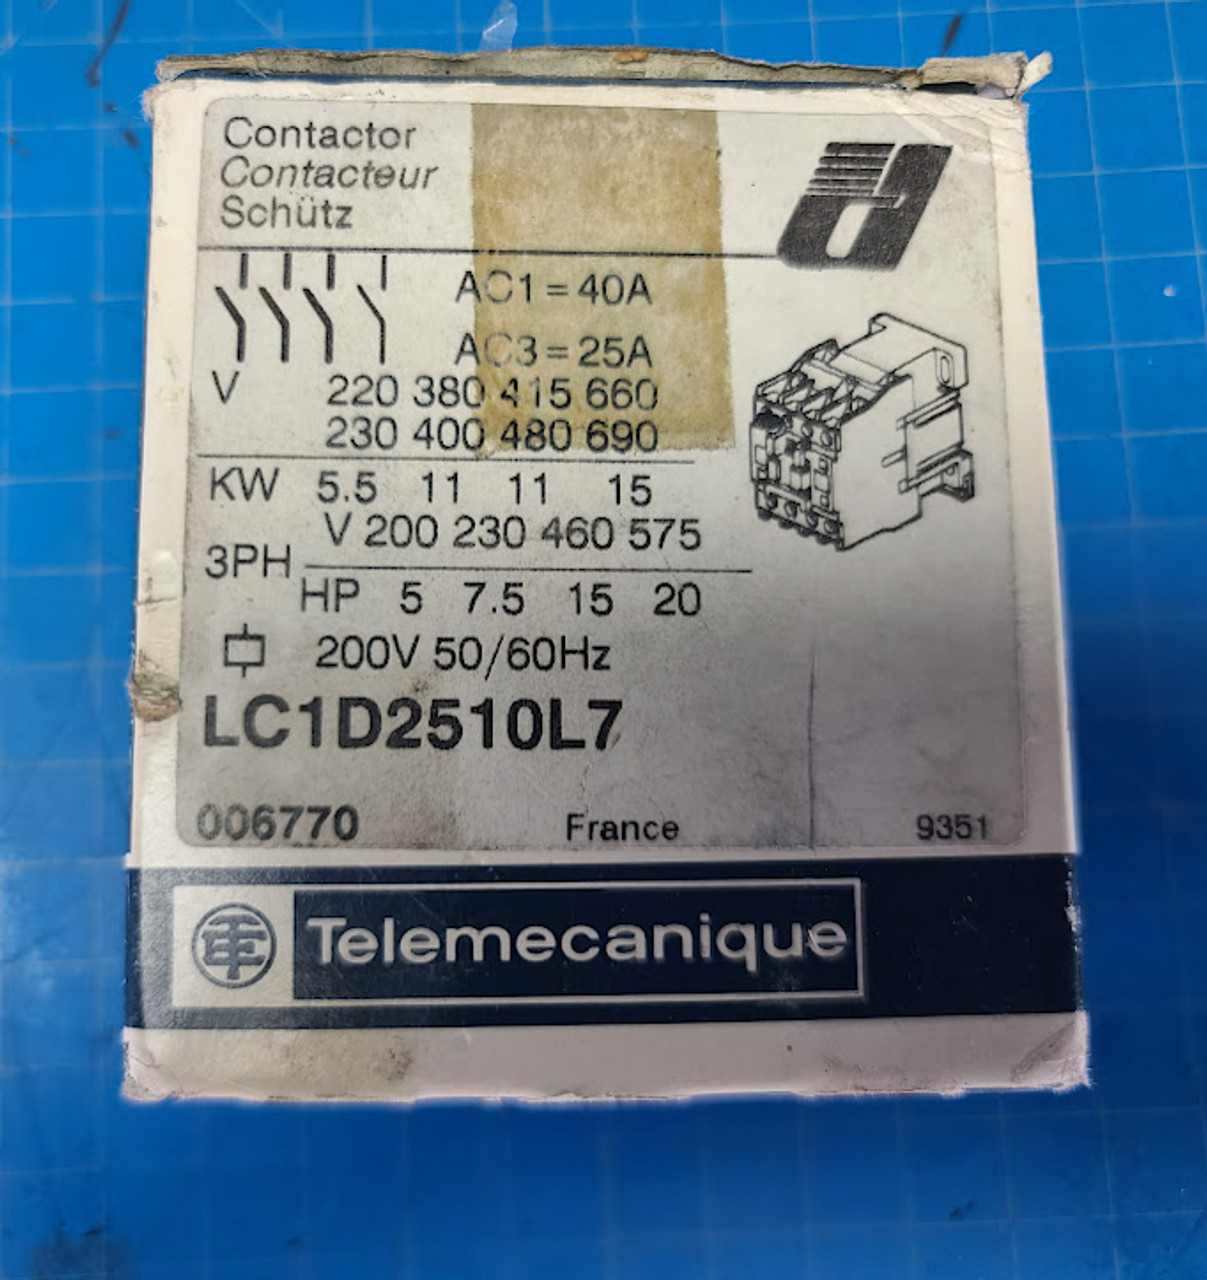 Contactor
Contacteur
Schütz
AC1=40A
AC3=25A
V 220 380 415 660
230 400 480 690
KW 5.5 11 11 15
V 200 230 460 575
3PH
HP 5 7.5 15 20
200V 50/60Hz
LC1D2510L7
006770 France 9351
TE Telemecanique